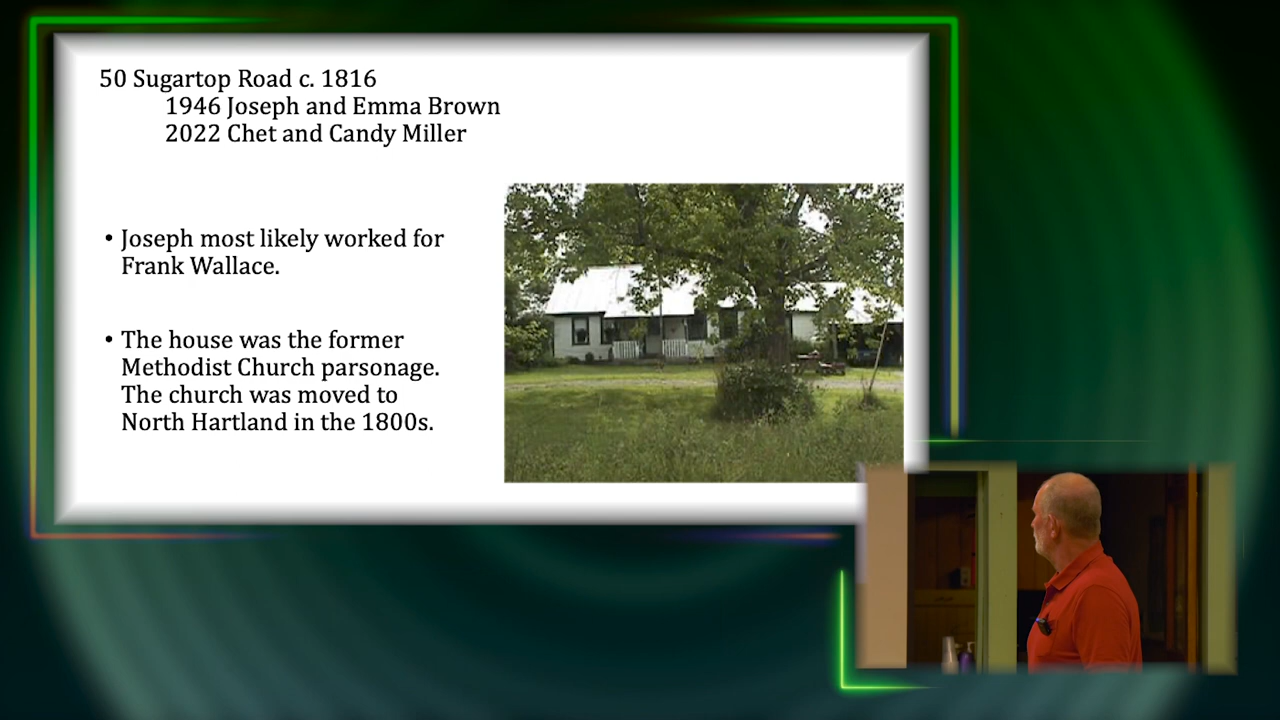 50 Sugartop Road c. 1816
1946 Joseph and Emma Brown
2022 Chet and Candy Miller
• Joseph most likely worked for
Frank Wallace.
• The house was the former
Methodist Church parsonage.
The church was moved to
North Hartland in the 1800s.